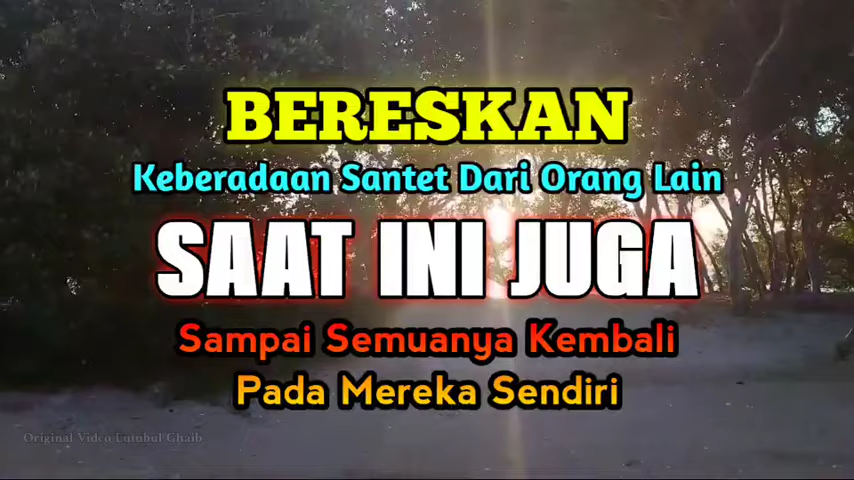 BERESKAN
Keberadaan Santet Dari Orang Lain
SAAT INI JUGA
Sampai Semuanya Kembali
Pada Mereka Sendiri
Original Video Lutubul Ghaib